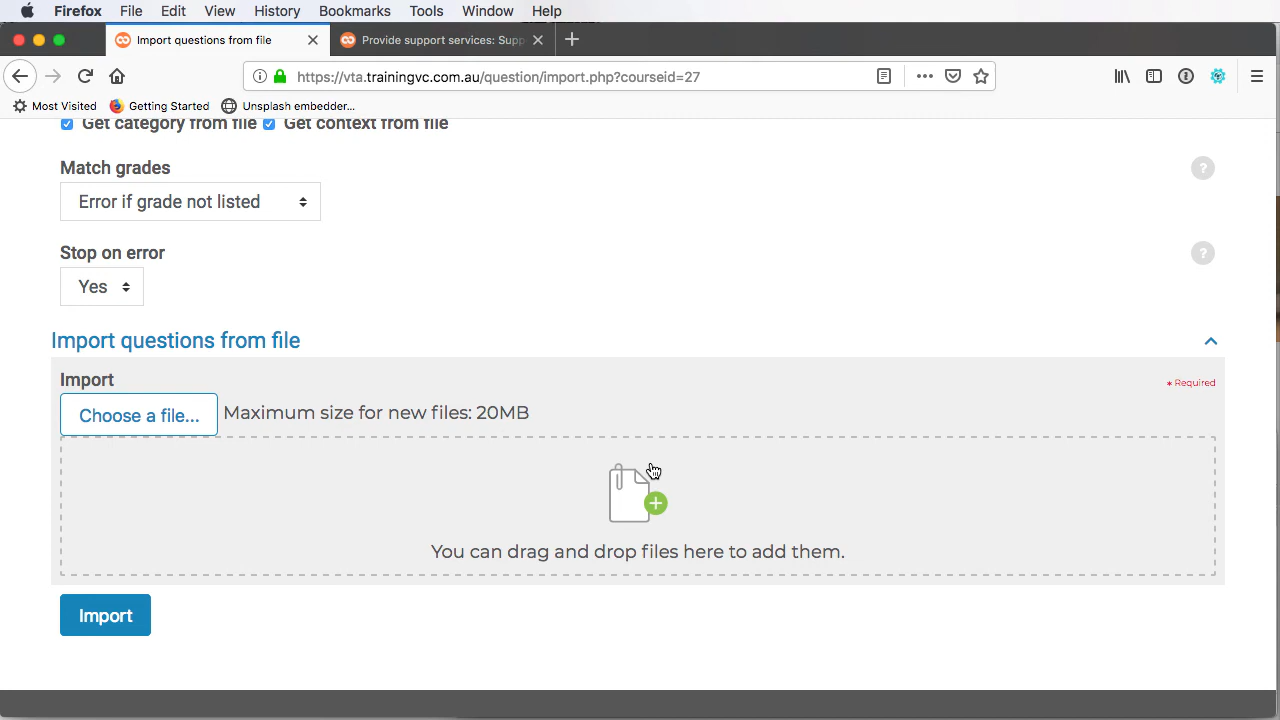 Firefox File Edit View History Bookmarks Tools Window Help
Import questions from file Provide support services: Supp
https://vta.trainingvc.com.au/question/import.php?courseid=27
Most Visited Getting Started Unsplash embedder...
Get category from file Get context from file
Match grades
?
Error if grade not listed
Stop on error
?
Yes
Import questions from file
Import
* Required
Choose a file... Maximum size for new files: 20MB
You can drag and drop files here to add them.
Import